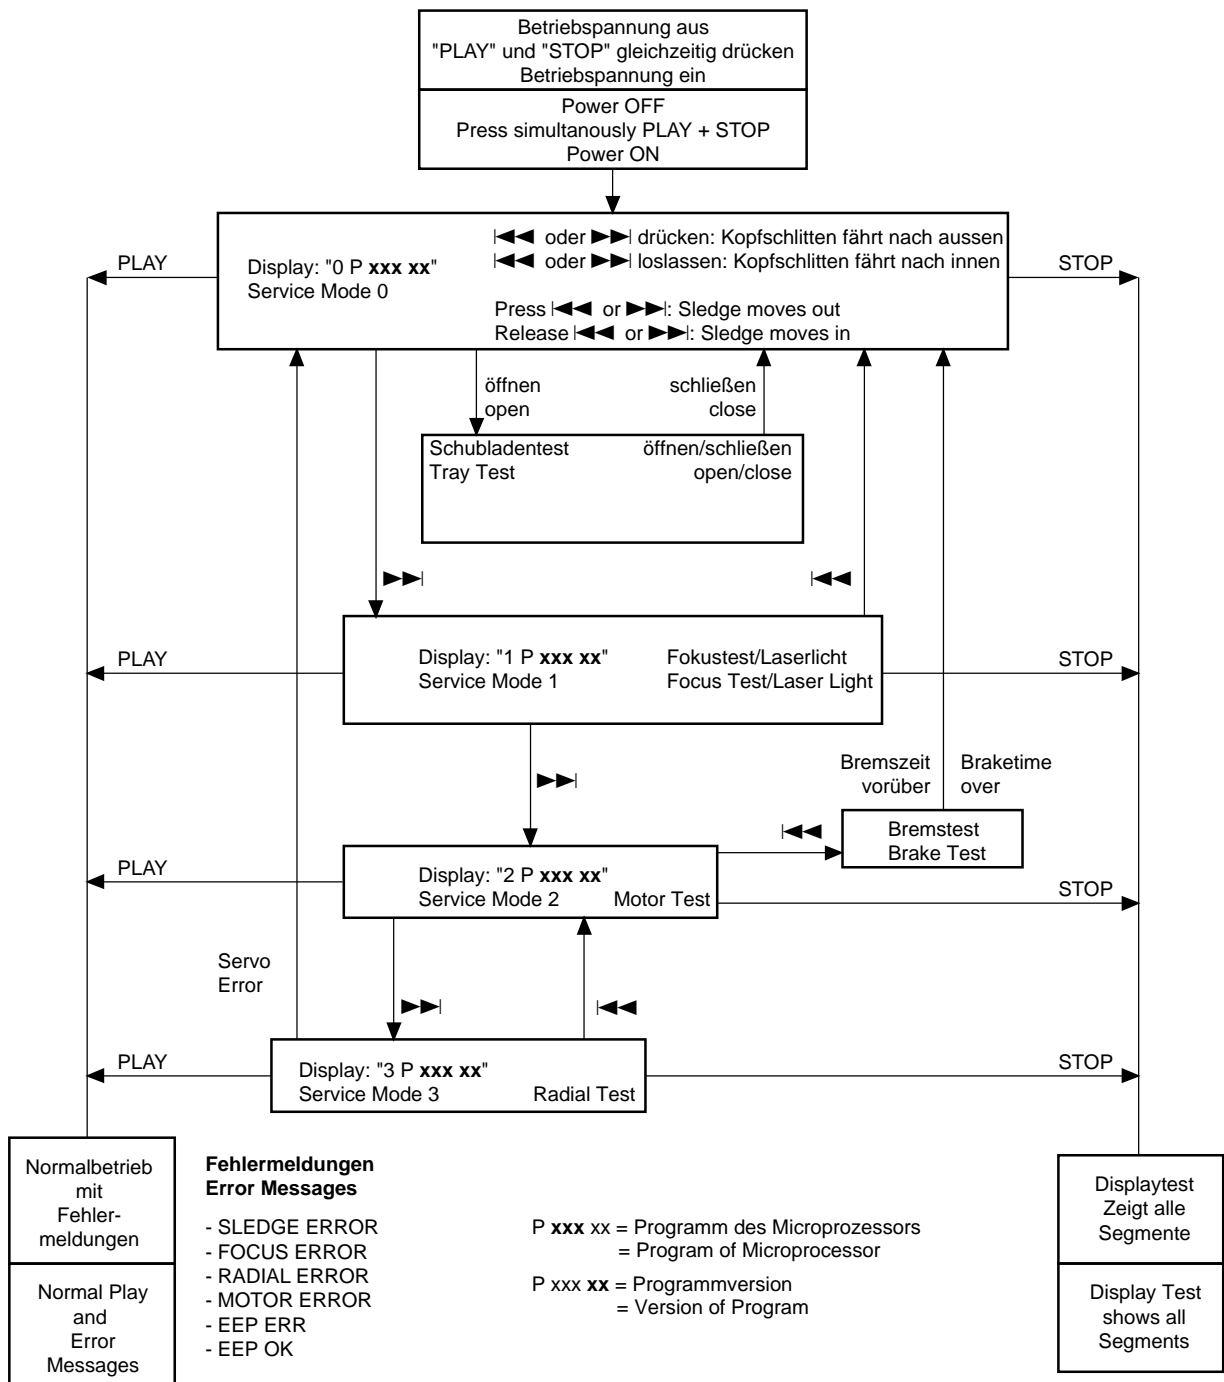 Betriebspannung aus
"PLAY" und "STOP" gleichzeitig drücken
Betriebspannung ein
Power OFF
Press simultanously PLAY + STOP
Power ON
PLAY
Display: "0 P xxx xx"
Service Mode 0
|◀◀ oder ▶▶| drücken: Kopfschlitten fährt nach aussen
|◀◀ oder ▶▶| loslassen: Kopfschlitten fährt nach innen
Press |◀◀ or ▶▶|: Sledge moves out
Release |◀◀ or ▶▶|: Sledge moves in
STOP
öffnen
open
schließen
close
Schubladentest
Tray Test
öffnen/schließen
open/close
▶▶|
|◀◀
PLAY
Display: "1 P xxx xx"
Service Mode 1
Fokustest/Laserlicht
Focus Test/Laser Light
STOP
▶▶|
Bremszeit
vorüber
Braketime
over
|◀◀
Bremstest
Brake Test
PLAY
Display: "2 P xxx xx"
Service Mode 2
Motor Test
STOP
Servo
Error
▶▶|
|◀◀
PLAY
Display: "3 P xxx xx"
Service Mode 3
Radial Test
STOP
Normalbetrieb
mit
Fehler-
meldungen
Normal Play
and
Error
Messages
Fehlermeldungen
Error Messages
- SLEDGE ERROR
- FOCUS ERROR
- RADIAL ERROR
- MOTOR ERROR
- EEP ERR
- EEP OK
P xxx xx = Programm des Microprozessors
= Program of Microprocessor
P xxx xx = Programmversion
= Version of Program
Displaytest
Zeigt alle
Segmente
Display Test
shows all
Segments